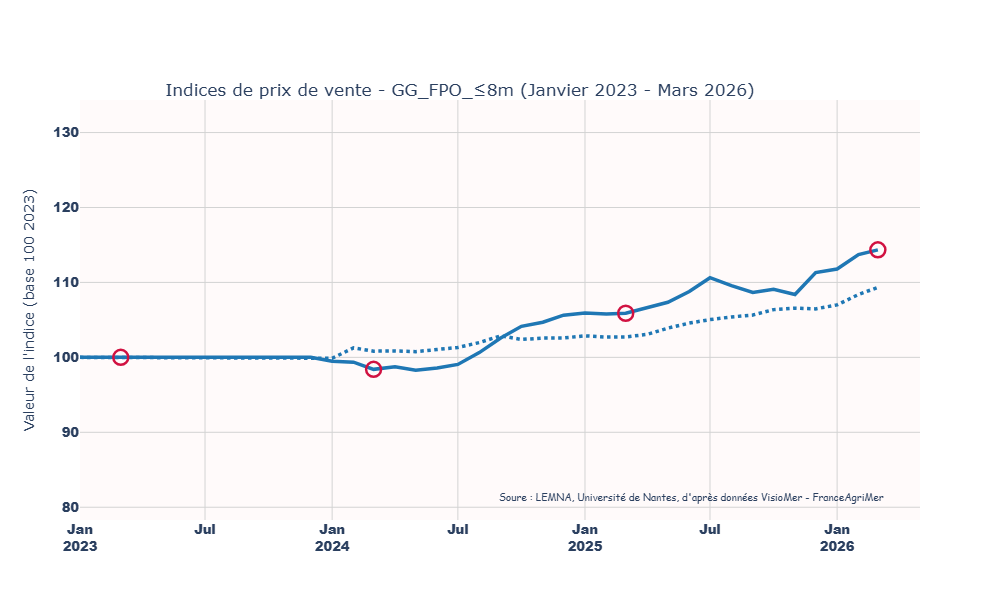 Indices de prix de vente - GG_FPO_≤8m (Janvier 2023 - Mars 2026)
Valeur de l'indice (base 100 2023)
130
120
110
100
90
80
Soure : LEMNA, Université de Nantes, d'après données VisioMer - FranceAgriMer
Jan Jul Jan Jul Jan Jul Jan
2023 2024 2025 2026